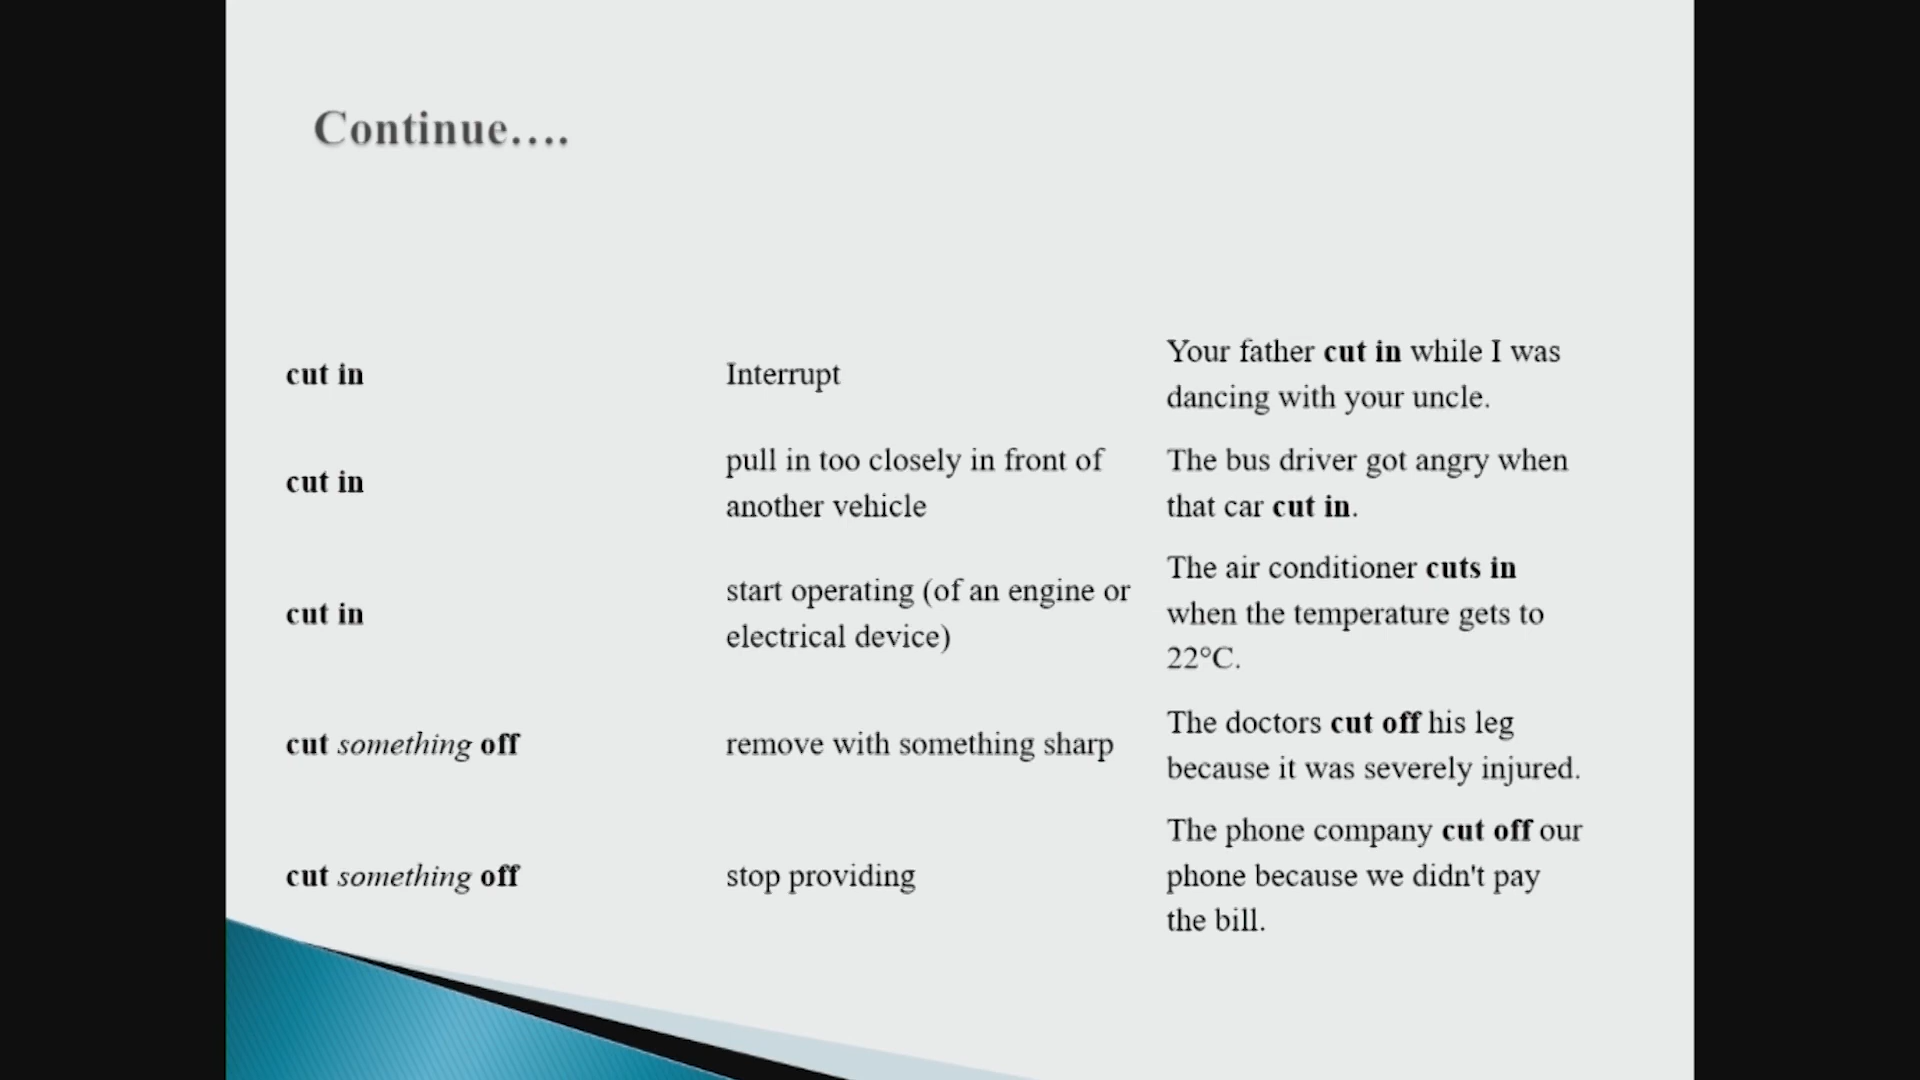 Continue....
cut in
Interrupt
Your father cut in while I was
dancing with your uncle.
cut in
pull in too closely in front of
another vehicle
The bus driver got angry when
that car cut in.
cut in
start operating (of an engine or
electrical device)
The air conditioner cuts in
when the temperature gets to
22°C.
cut something off
remove with something sharp
The doctors cut off his leg
because it was severely injured.
cut something off
stop providing
The phone company cut off our
phone because we didn't pay
the bill.